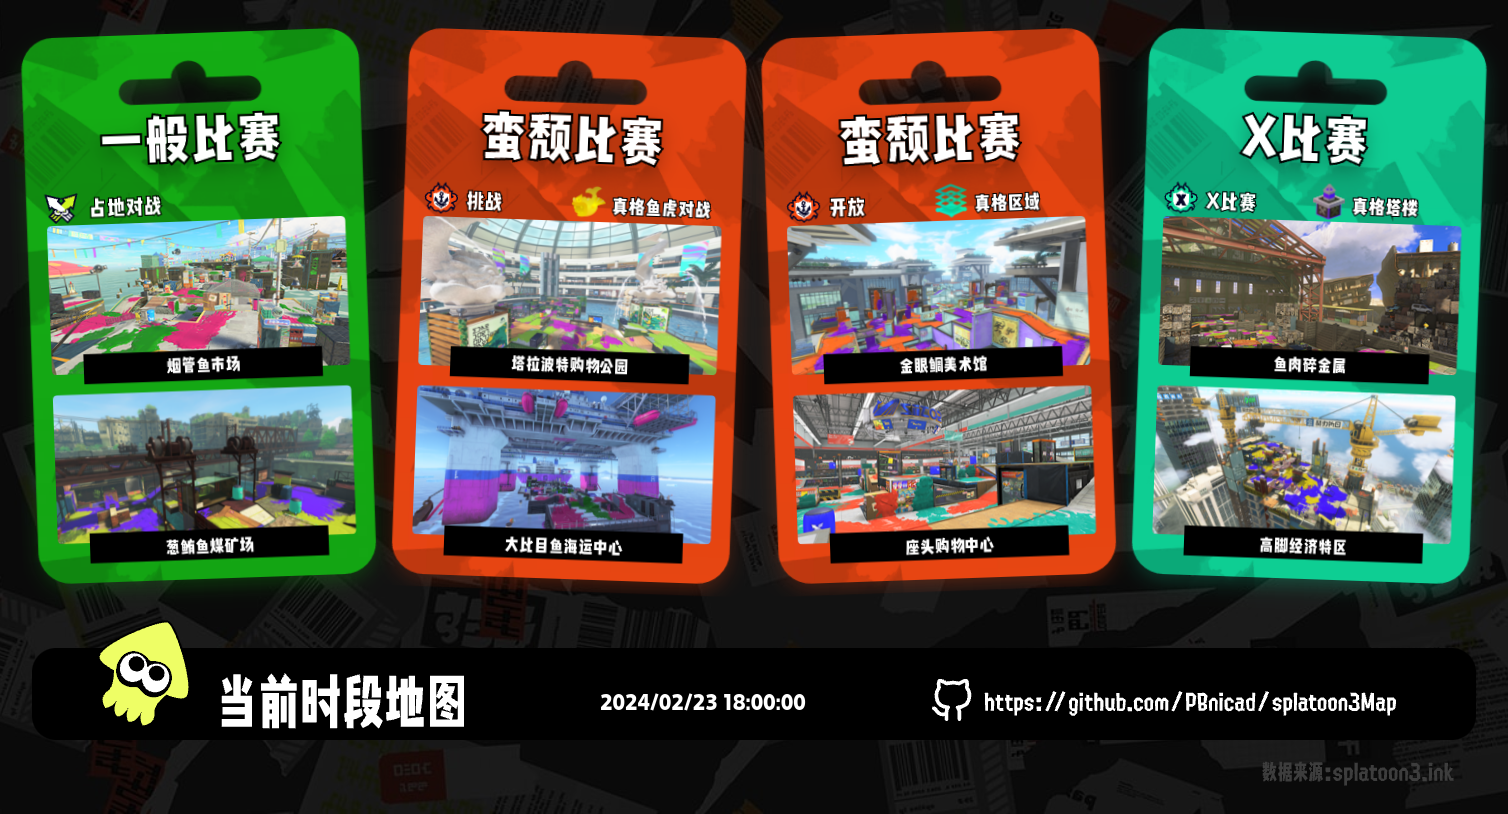 一般比赛
占地对战
烟管鱼市场
葱鲔鱼煤矿场
蛮颓比赛
挑战
真格鱼虎对战
塔拉波特购物公园
大比目鱼海运中心
蛮颓比赛
开放
真格区域
金眼鲷美术馆
座头购物中心
X比赛
X比赛
真格塔楼
鱼肉碎金属
高脚经济特区
当前时段地图
2024/02/23 18:00:00
https://github.com/PBnicad/splatoon3Map
数据来源:splatoon3.ink